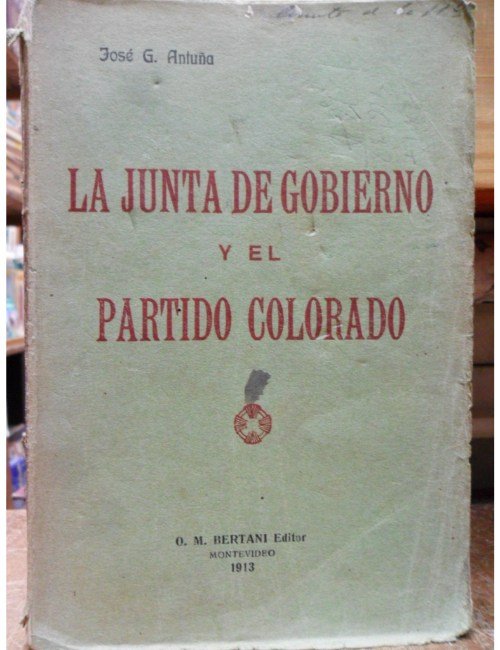 José G. Antuña
LA JUNTA DE GOBIERNO
Y EL
PARTIDO COLORADO
O. M. BERTANI Editor
MONTEVIDEO
1913